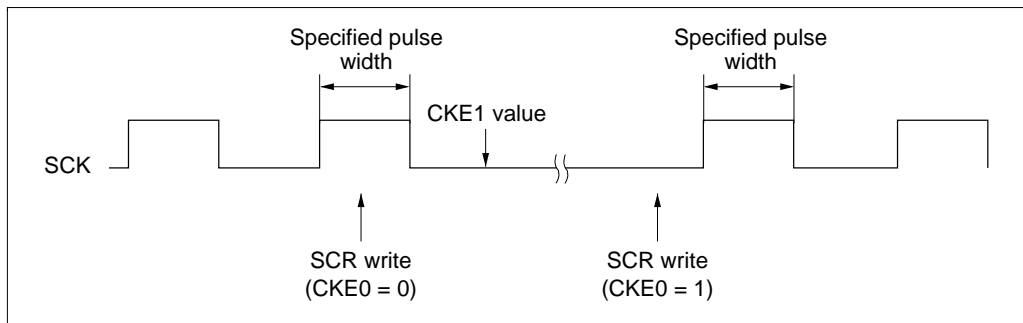 Specified pulse
width
Specified pulse
width
CKE1 value
SCK
SCR write
(CKE0 = 0)
SCR write
(CKE0 = 1)